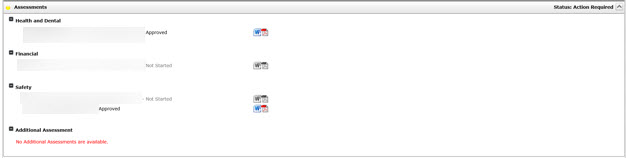 Assessments Status: Action Required
Health and Dental
Approved
Financial
- Not Started
Safety
- Not Started
Approved
Additional Assessment
No Additional Assessments are available.